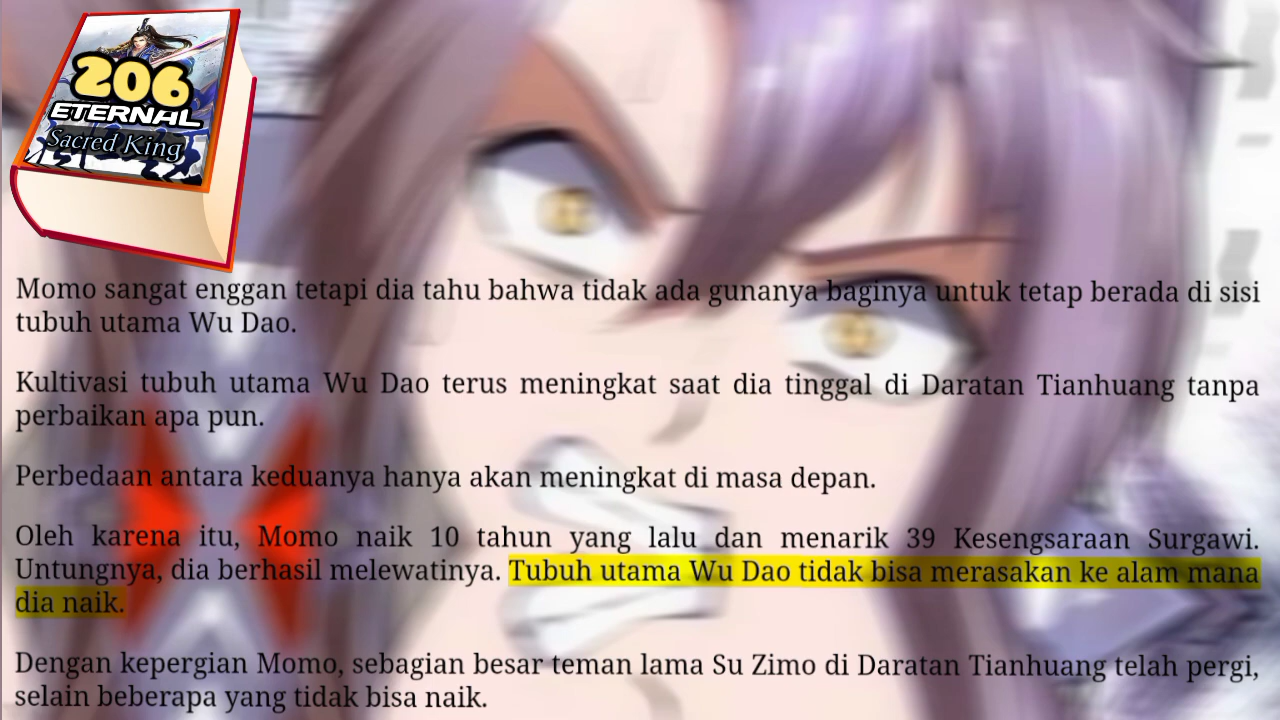 206
ETERNAL
Sacred King
Momo sangat enggan tetapi dia tahu bahwa tidak ada gunanya baginya untuk tetap berada di sisi
tubuh utama Wu Dao.
Kultivasi tubuh utama Wu Dao terus meningkat saat dia tinggal di Daratan Tianhuang tanpa
perbaikan apa pun.
Perbedaan antara keduanya hanya akan meningkat di masa depan.
Oleh karena itu, Momo naik 10 tahun yang lalu dan menarik 39 Kesengsaraan Surgawi.
Untungnya, dia berhasil melewatinya. Tubuh utama Wu Dao tidak bisa merasakan ke alam mana
dia naik.
Dengan kepergian Momo, sebagian besar teman lama Su Zimo di Daratan Tianhuang telah pergi,
selain beberapa yang tidak bisa naik.